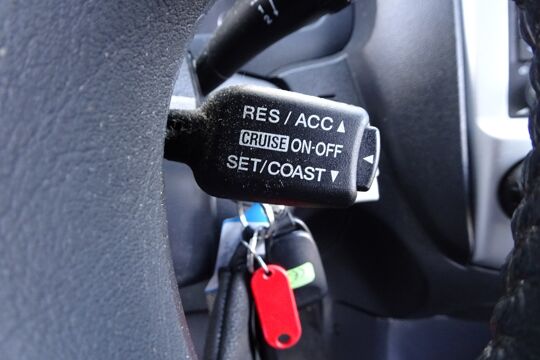 RES / ACC ▲
CRUISE ON-OFF ◀
SET/COAST ▼